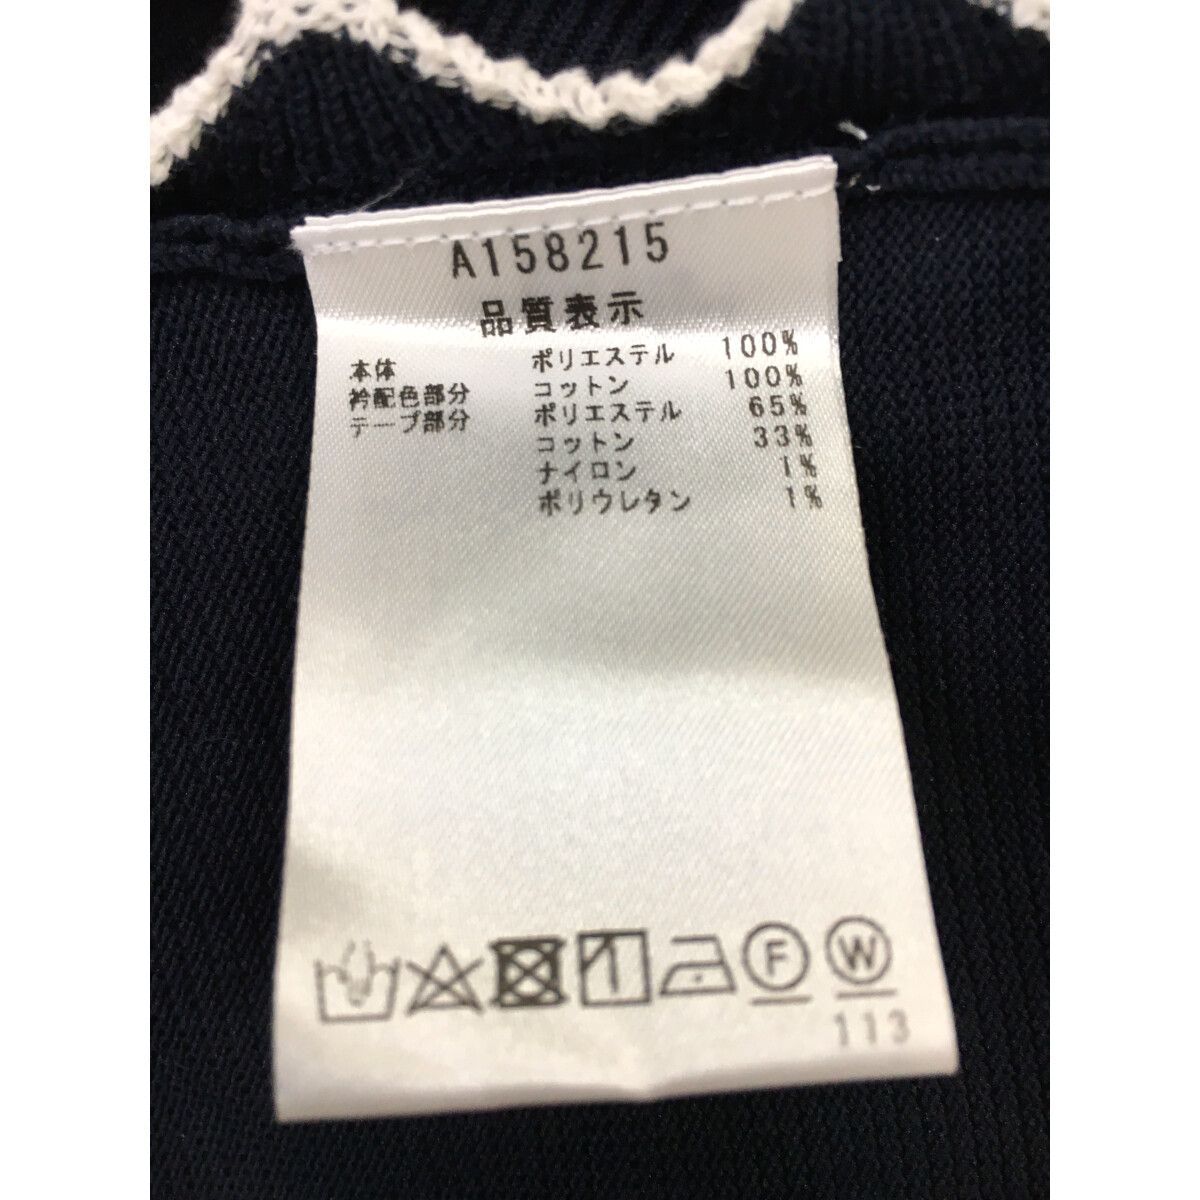 A158215
品質表示
本体 ポリエステル 100%
衿配色部分 コットン 100%
テープ部分 ポリエステル 65%
コットン 33%
ナイロン 1%
ポリウレタン 1%
F W
113